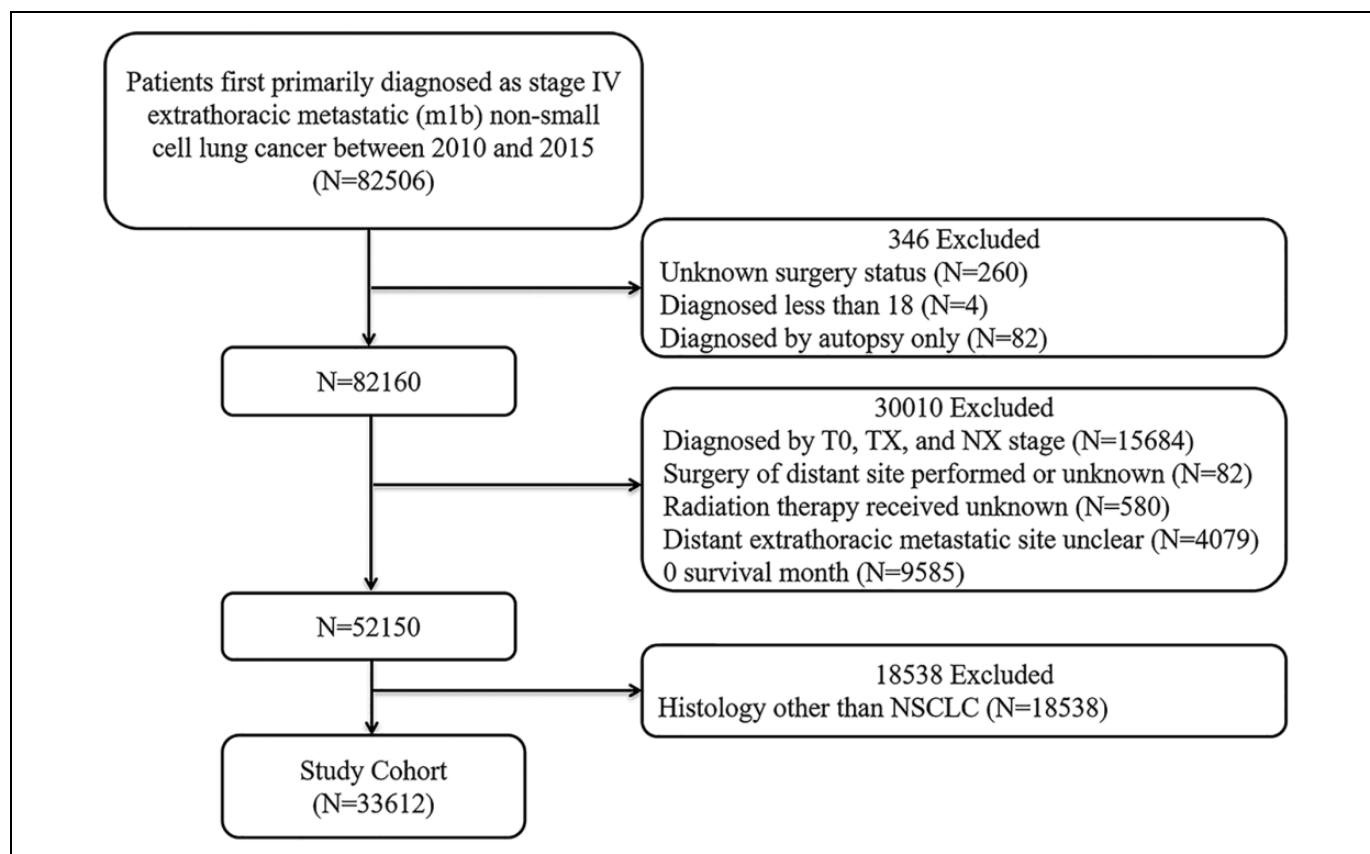 Patients first primarily diagnosed as stage IV
extrathoracic metastatic (m1b) non-small
cell lung cancer between 2010 and 2015
(N=82506)
346 Excluded
Unknown surgery status (N=260)
Diagnosed less than 18 (N=4)
Diagnosed by autopsy only (N=82)
N=82160
30010 Excluded
Diagnosed by T0, TX, and NX stage (N=15684)
Surgery of distant site performed or unknown (N=82)
Radiation therapy received unknown (N=580)
Distant extrathoracic metastatic site unclear (N=4079)
0 survival month (N=9585)
N=52150
18538 Excluded
Histology other than NSCLC (N=18538)
Study Cohort
(N=33612)